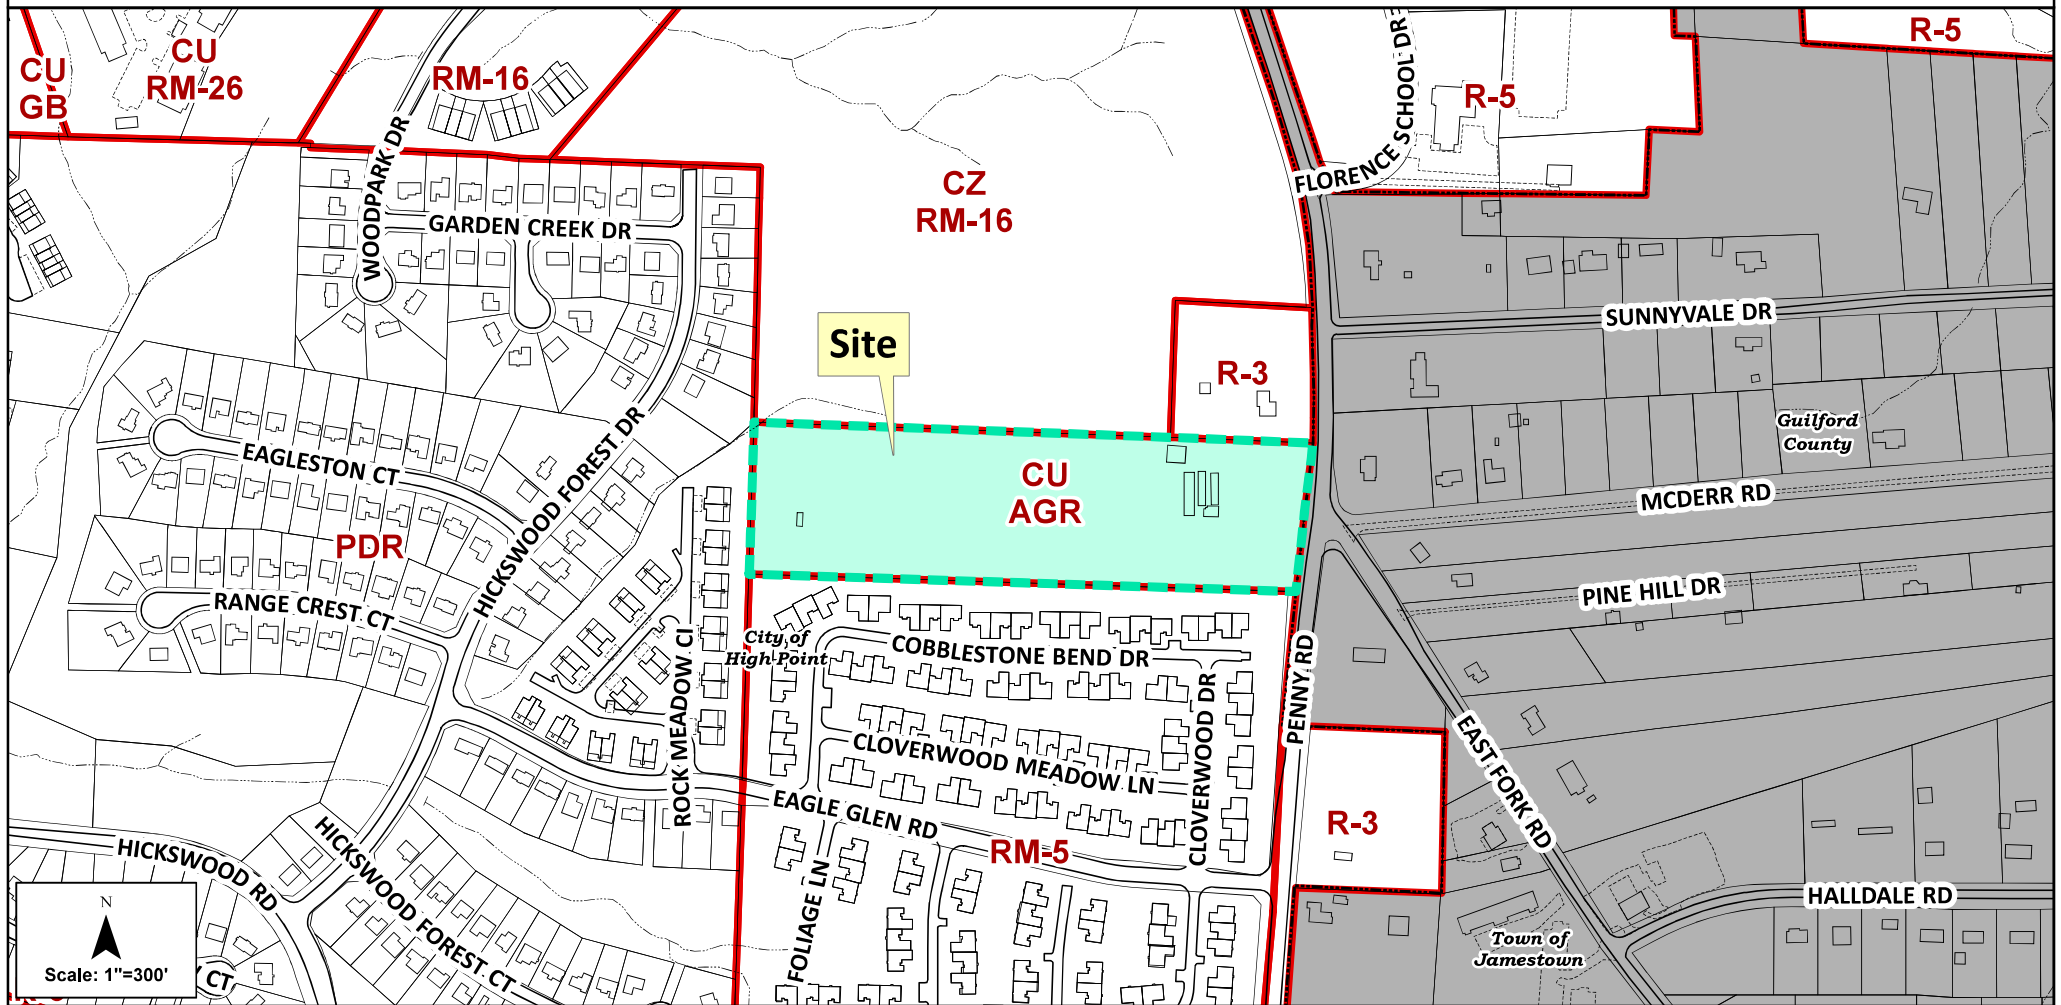 CU
GB
CU
RM-26
RM-16
WOODPARK DR
GARDEN CREEK DR
CZ
RM-16
FLORENCE SCHOOL DR
R-5
R-5
SUNNYVALE DR
Site
R-3
Guilford
County
EAGLESTON CT
HICKSWOOD FOREST DR
CU
AGR
MCDERR RD
PDR
RANGE CREST CT
PINE HILL DR
City of
High Point
COBBLESTONE BEND DR
ROCK MEADOW CI
CLOVERWOOD DR
PENNY RD
CLOVERWOOD MEADOW LN
EAST FORK RD
EAGLE GLEN RD
R-3
RM-5
HICKSWOOD RD
HICKSWOOD FOREST CT
FOLIAGE LN
HALLDALE RD
Town of
Jamestown
N
Scale: 1"=300'
CT